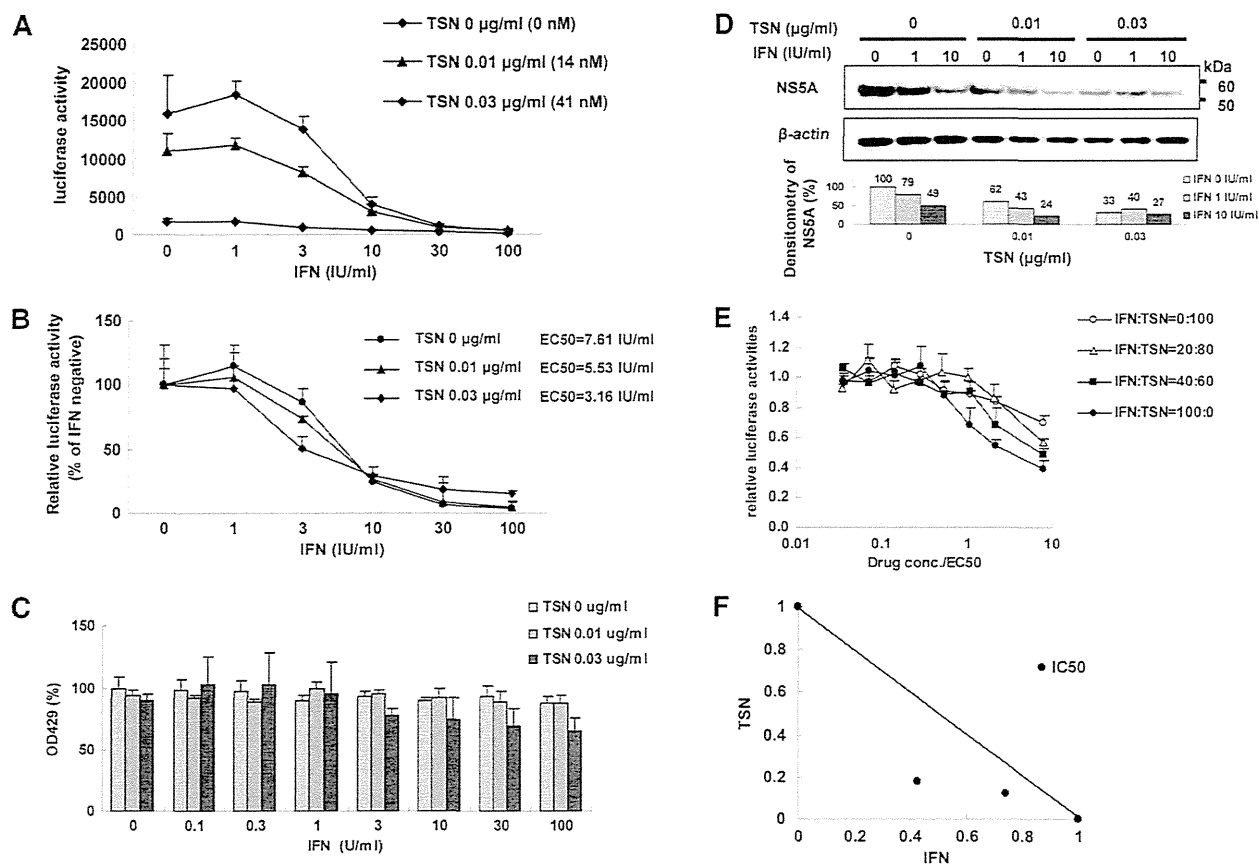 A
TSN 0 µg/ml (0 nM)
TSN 0.01 µg/ml (14 nM)
TSN 0.03 µg/ml (41 nM)
luciferase activity
25000
20000
15000
10000
5000
0
0 1 3 10 30 100
IFN (IU/ml)
B
TSN 0 µg/ml EC50=7.61 IU/ml
TSN 0.01 µg/ml EC50=5.53 IU/ml
TSN 0.03 µg/ml EC50=3.16 IU/ml
Relative luciferase activity
(% of IFN negative)
150
100
50
0
0 1 3 10 30 100
IFN (IU/ml)
C
TSN 0 ug/ml
TSN 0.01 ug/ml
TSN 0.03 ug/ml
OD429 (%)
150
100
50
0
0 0.1 0.3 1 3 10 30 100
IFN (U/ml)
D
TSN (µg/ml) 0 0.01 0.03
IFN (IU/ml) 0 1 10 0 1 10 0 1 10
kDa
NS5A
60
50
β-actin
Densitometry of
NS5A (%)
100
50
0
100 79 49 62 43 24 33 40 27
IFN 0 IU/ml
IFN 1 IU/ml
IFN 10 IU/ml
0 0.01 0.03
TSN (µg/ml)
E
IFN:TSN=0:100
IFN:TSN=20:80
IFN:TSN=40:60
IFN:TSN=100:0
relative luciferase activities
1.4
1.2
1.0
0.8
0.6
0.4
0.2
0.0
0.01 0.1 1 10
Drug conc./EC50
F
IC50
TSN
1
0.8
0.6
0.4
0.2
0
0 0.2 0.4 0.6 0.8 1
IFN